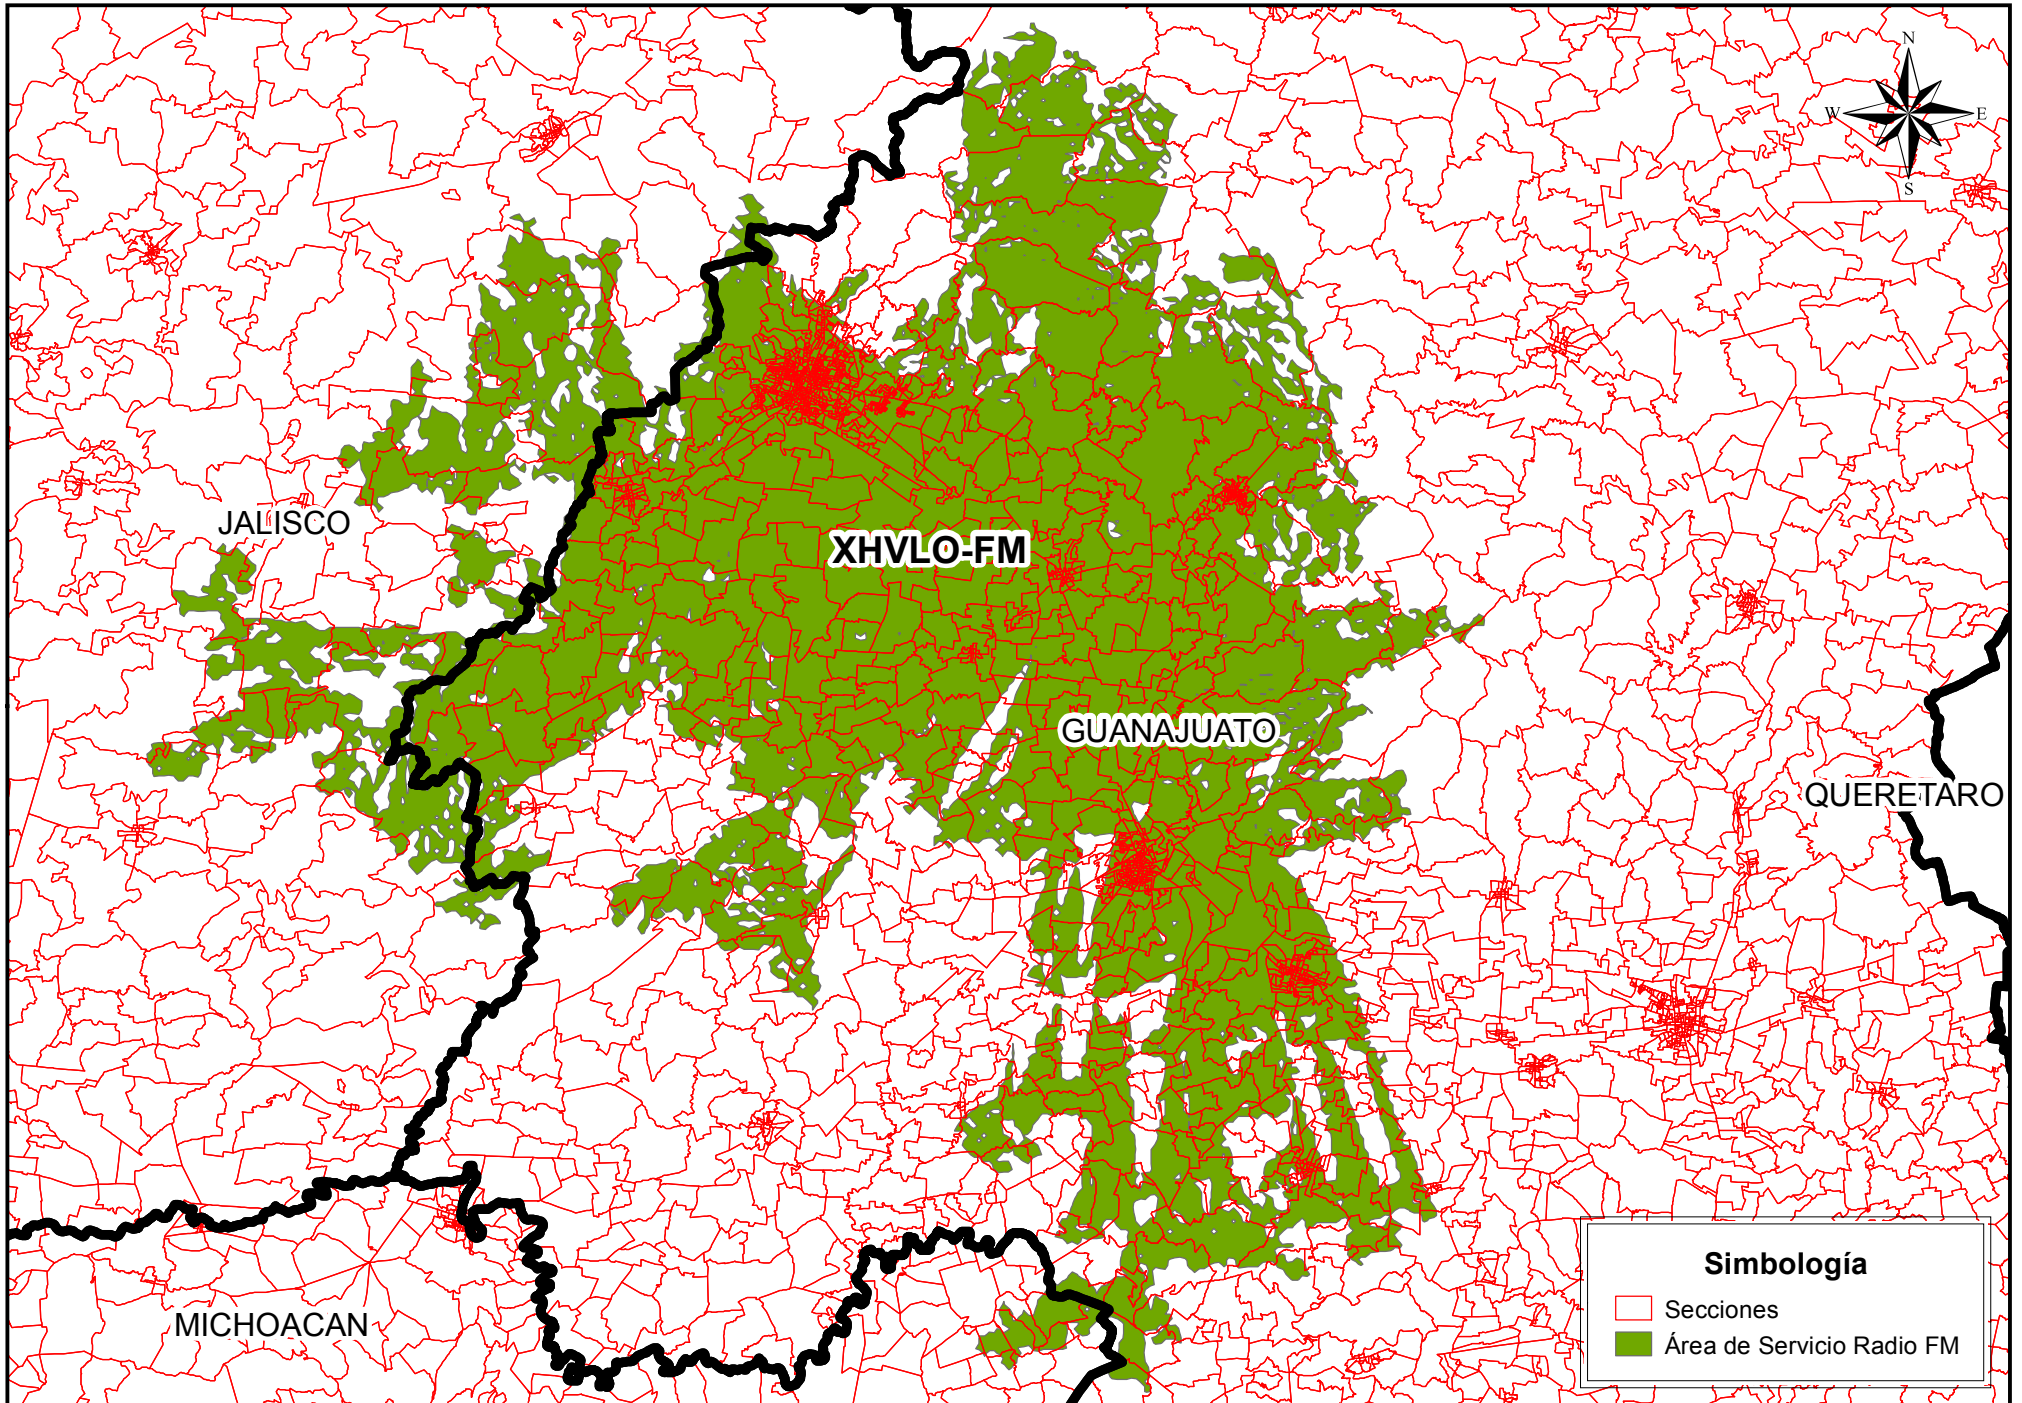 N
W E
S
JALISCO
XHVLO-FM
GUANAJUATO
QUERETARO
MICHOACAN
Simbología
Secciones
Área de Servicio Radio FM